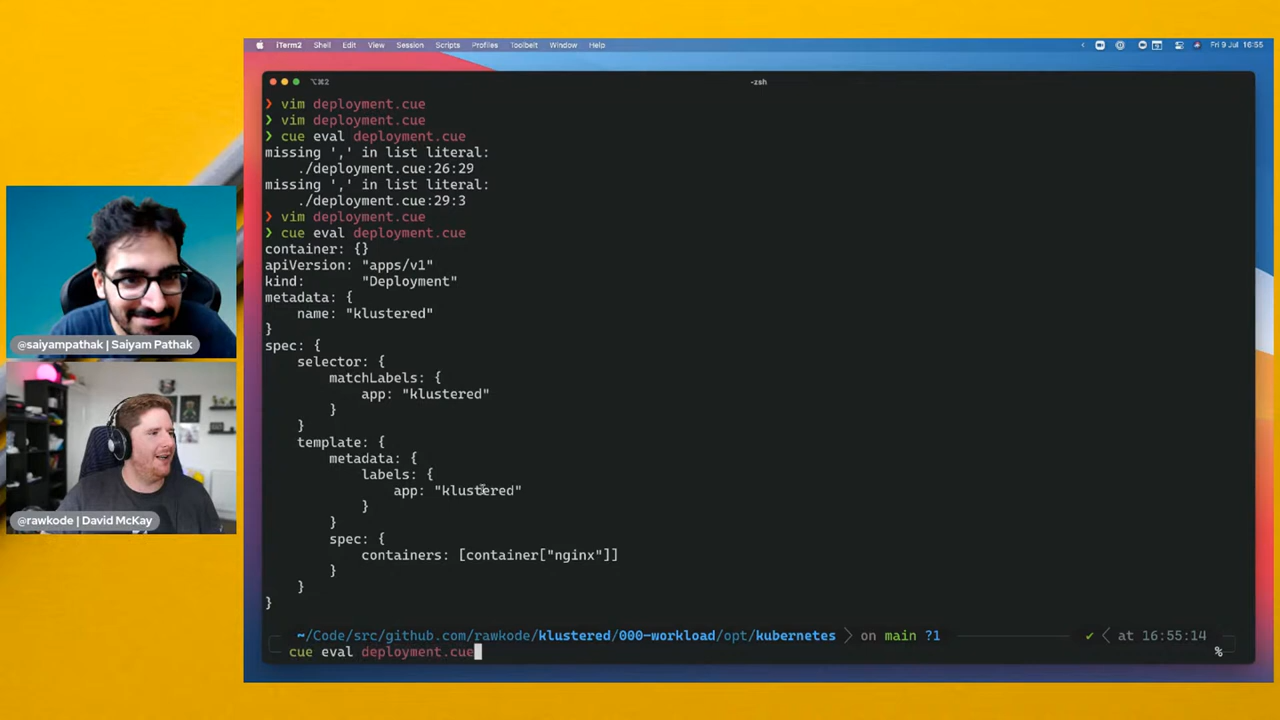 iTerm2 Shell Edit View Session Scripts Profiles Toolbelt Window Help
Fri 9 Jul 16:55
⌥⌘2
-zsh
❯ vim deployment.cue
❯ vim deployment.cue
❯ cue eval deployment.cue
missing ',' in list literal:
    ./deployment.cue:26:29
missing ',' in list literal:
    ./deployment.cue:29:3
❯ vim deployment.cue
❯ cue eval deployment.cue
container: {}
apiVersion: "apps/v1"
kind:       "Deployment"
metadata: {
    name: "klustered"
}
spec: {
    selector: {
        matchLabels: {
            app: "klustered"
        }
    }
    template: {
        metadata: {
            labels: {
                app: "klustered"
            }
        }
        spec: {
            containers: [container["nginx"]]
        }
    }
}
~/Code/src/github.com/rawkode/klustered/000-workload/opt/kubernetes on main ?1 ✔ at 16:55:14
cue eval deployment.cue %
@saiyampathak | Saiyam Pathak
@rawkode | David McKay